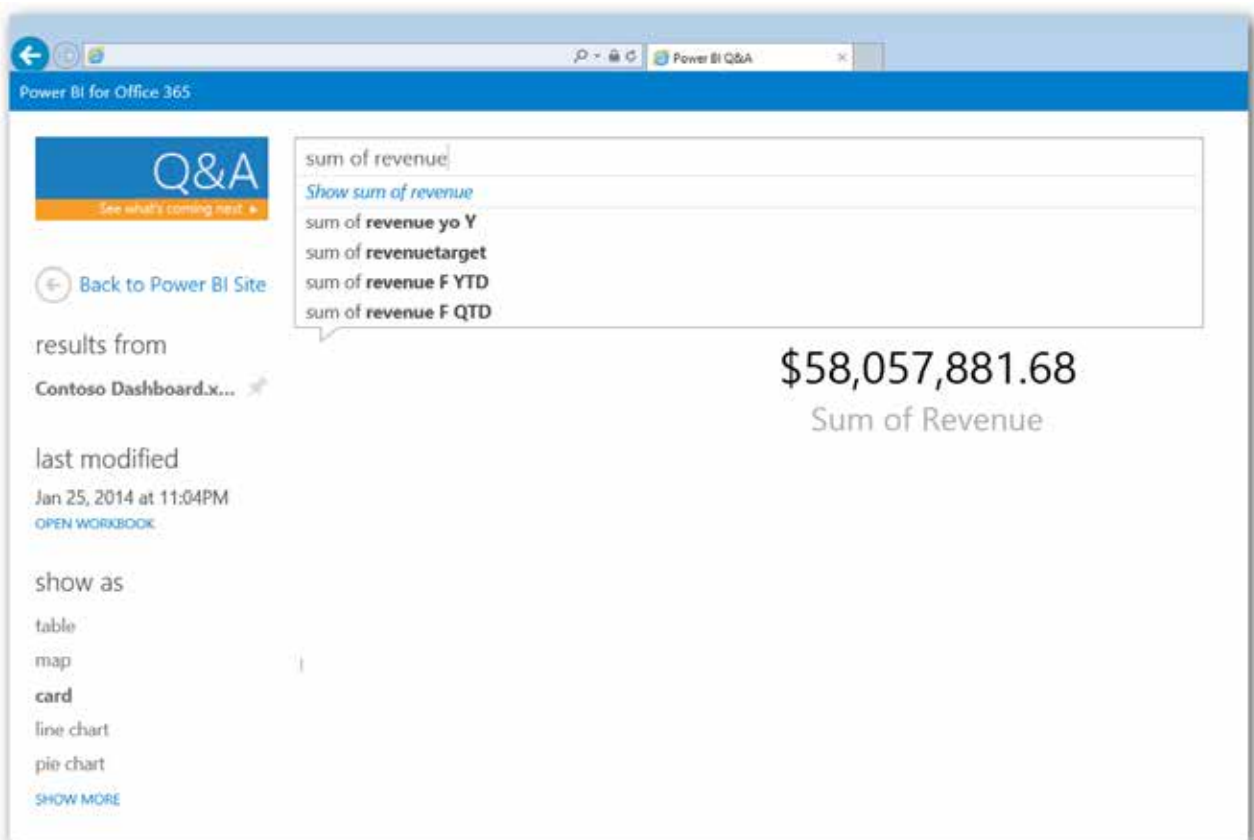 Power BI Q&A
Power BI for Office 365
Q&A
See what's coming next
Back to Power BI Site
results from
Contoso Dashboard.x...
last modified
Jan 25, 2014 at 11:04PM
OPEN WORKBOOK
show as
table
map
card
line chart
pie chart
SHOW MORE
sum of revenue
Show sum of revenue
sum of revenue yo Y
sum of revenuetarget
sum of revenue F YTD
sum of revenue F QTD
$58,057,881.68
Sum of Revenue